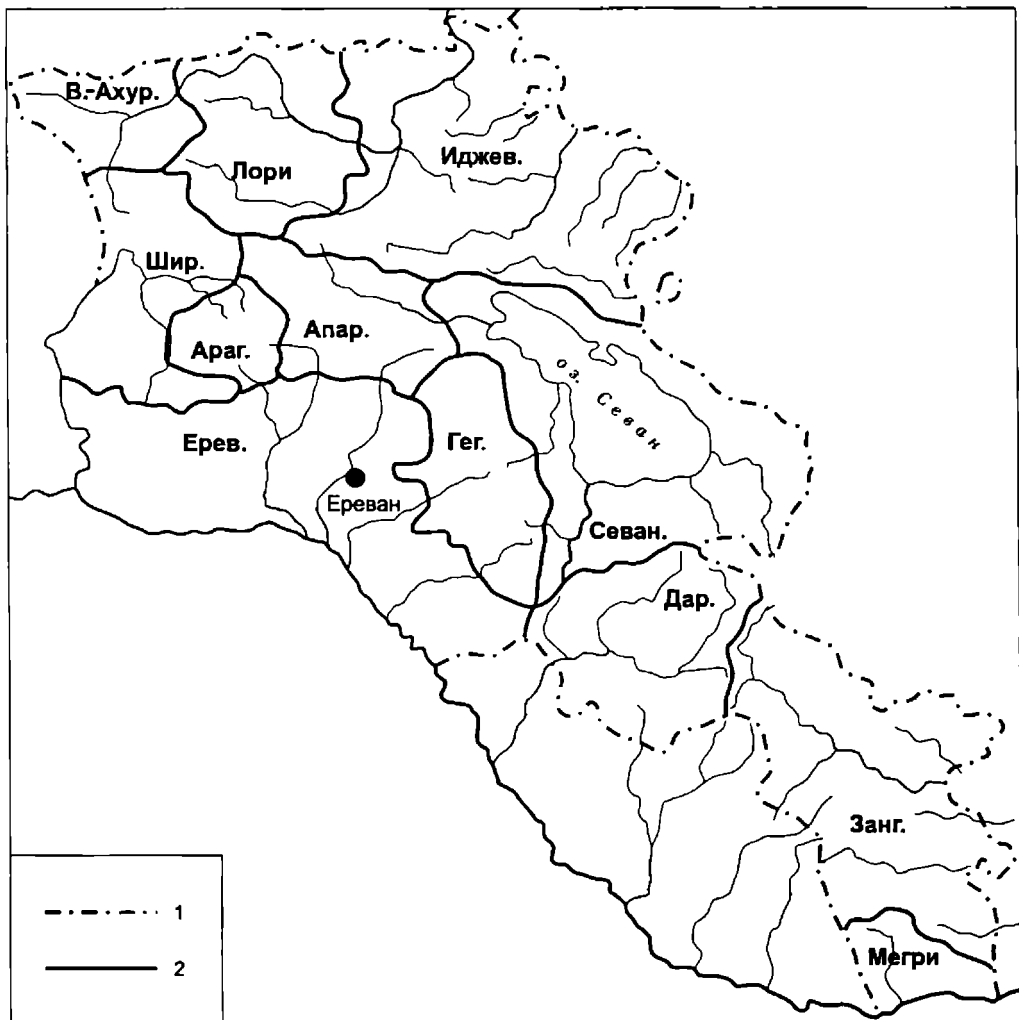 В.-Ахур.
Лори
Иджев.
Шир.
Апар.
Араг.
оз. Севан
Ерев.
Гег.
Ереван
Севан.
Дар.
Занг.
1
2
Мегри